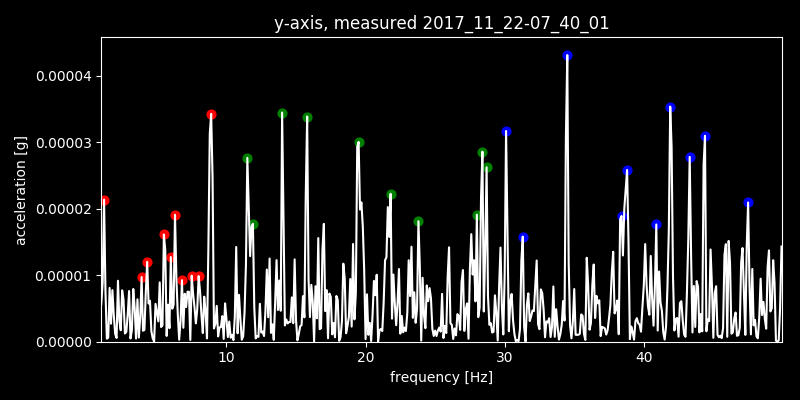 y-axis, measured 2017_11_22-07_40_01
0.00004
0.00003
0.00002
0.00001
0.00000
acceleration [g]
10 20 30 40
frequency [Hz]